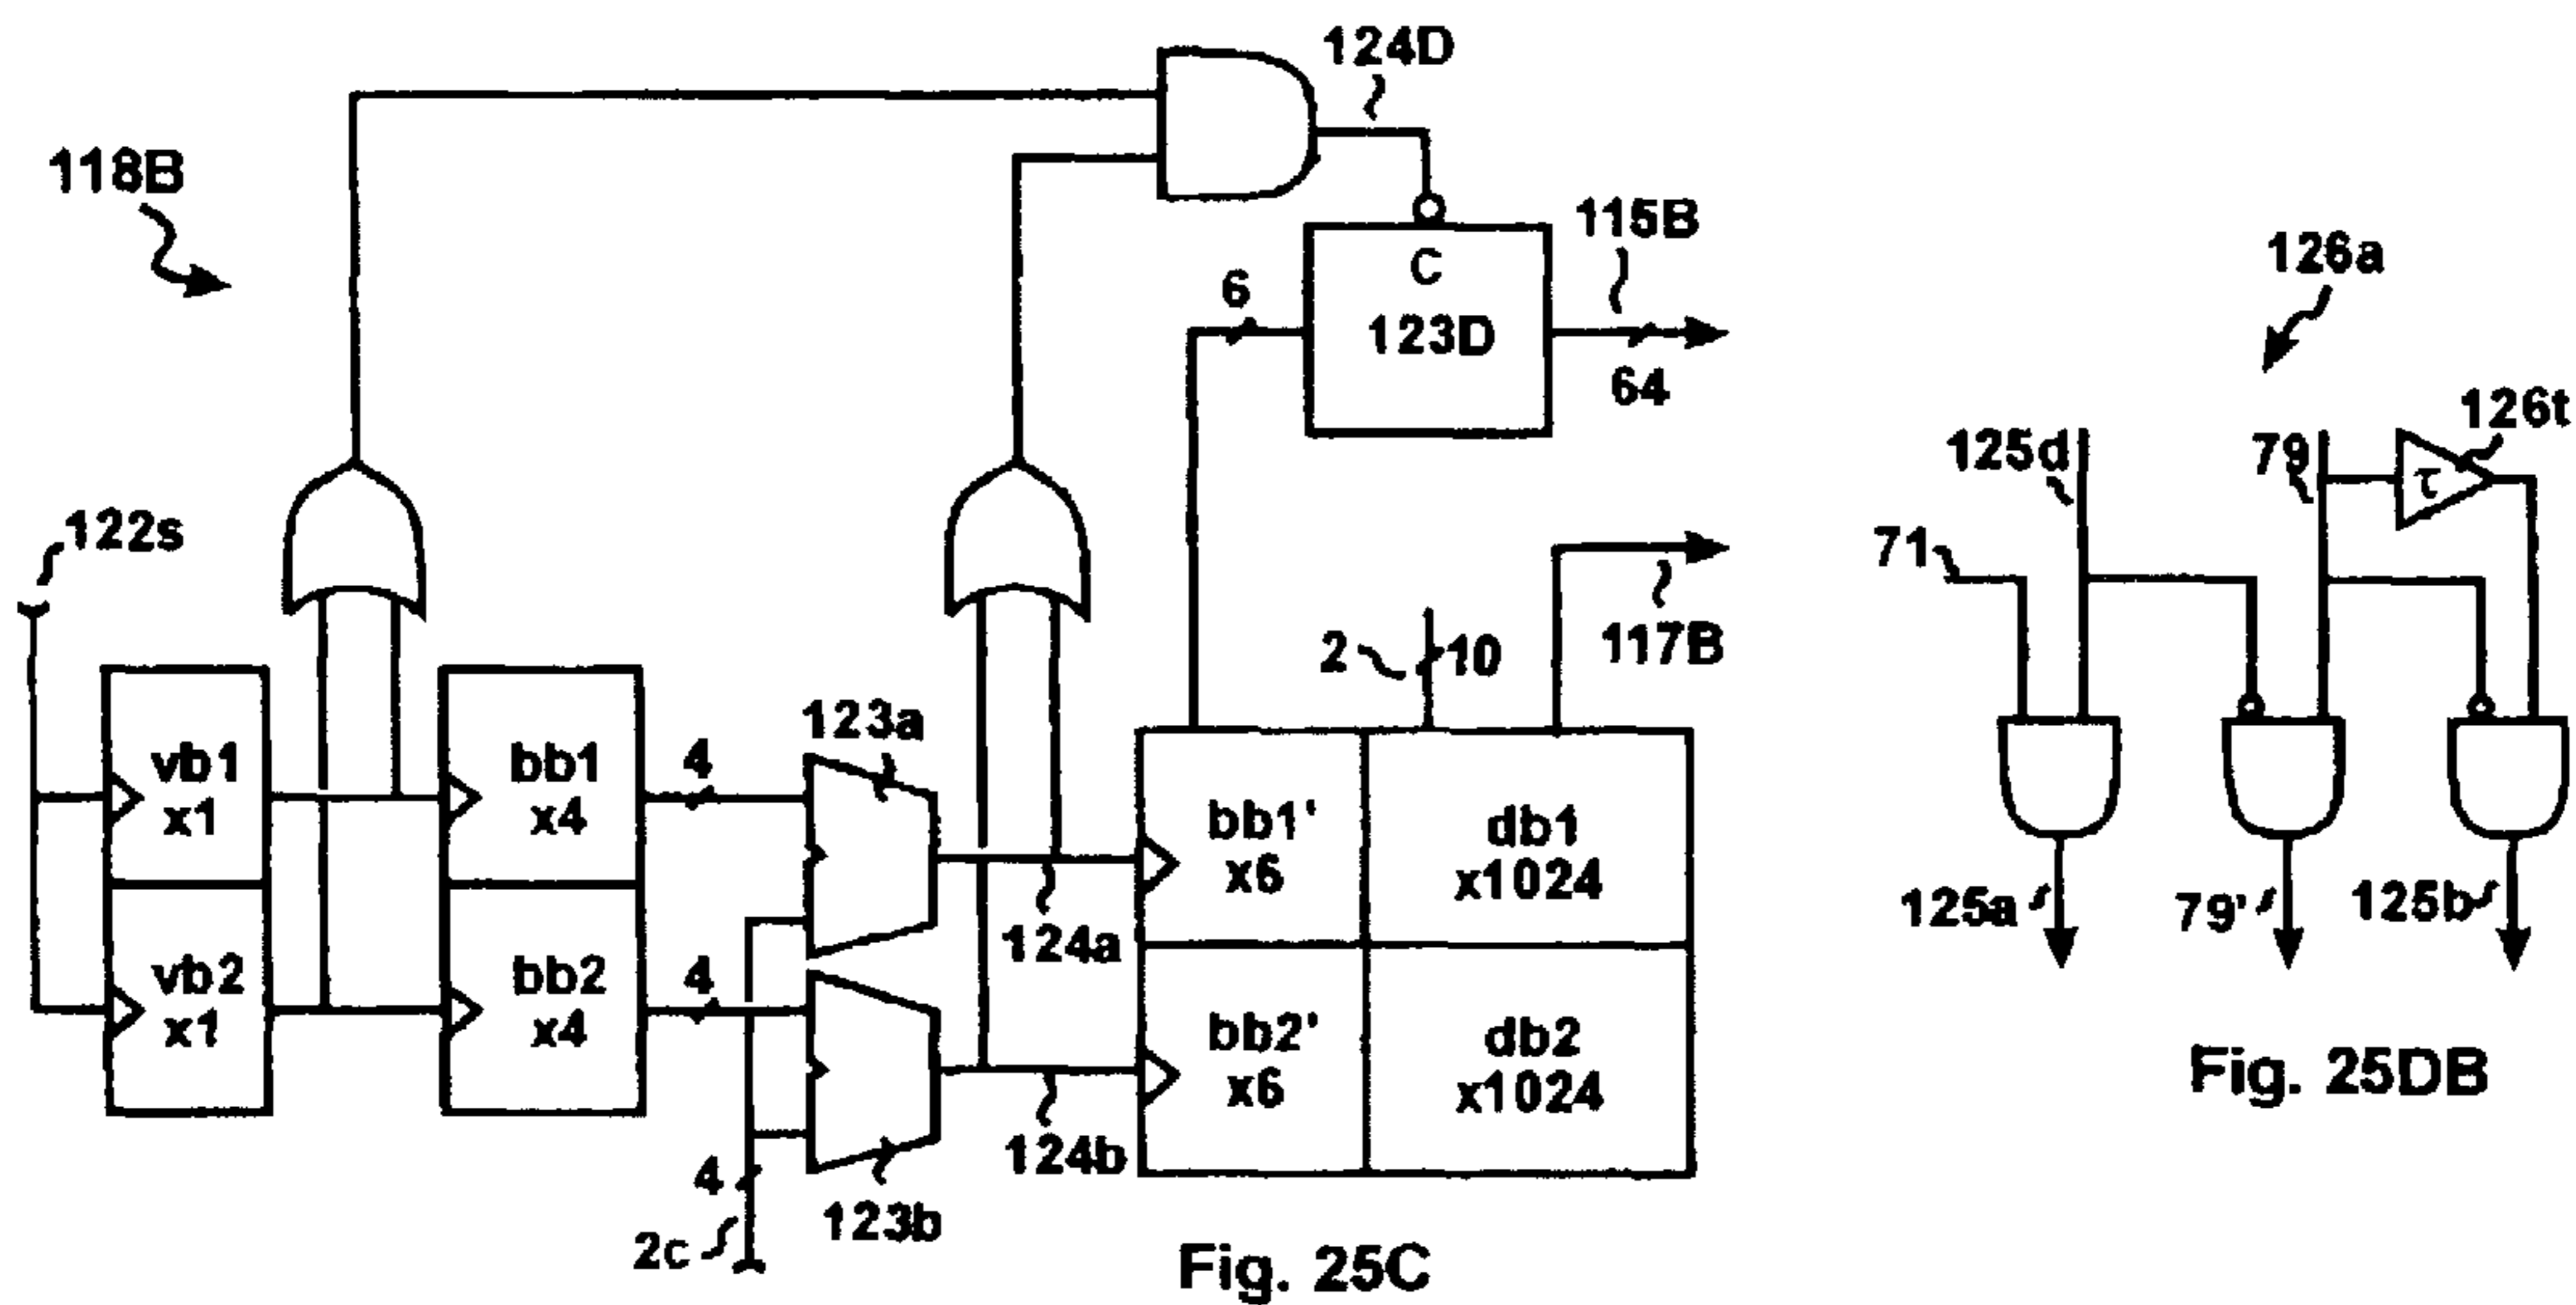 124D
118B
115B
C
6
123D
64
122s
117B
2
10
123a
vb1
x1
bb1
x4
4
bb1'
x6
db1
x1024
124a
vb2
x1
bb2
x4
4
bb2'
x6
db2
x1024
124b
4
123b
2c
Fig. 25C
126a
126t
125d
79
τ
71
125a
79'
125b
Fig. 25DB